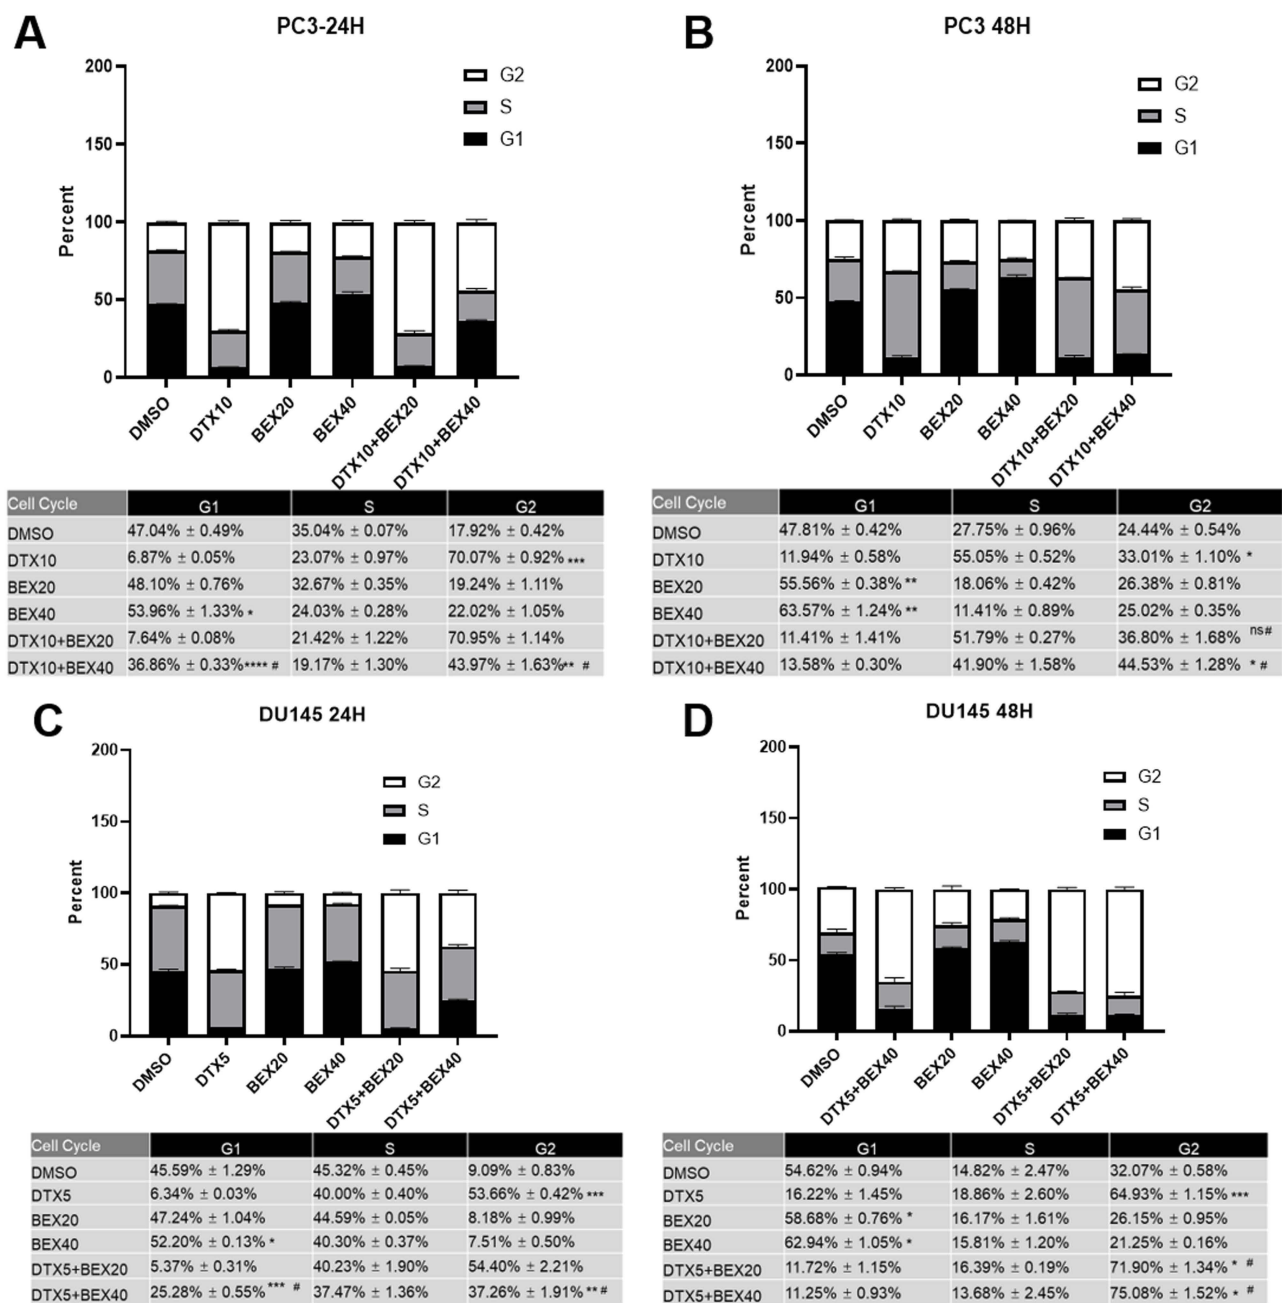 A
PC3-24H
200
150
100
50
0
Percent
G2
S
G1
DMSO
DTX10
BEX20
BEX40
DTX10+BEX20
DTX10+BEX40
Cell Cycle G1 S G2
DMSO 47.04% ± 0.49% 35.04% ± 0.07% 17.92% ± 0.42%
DTX10 6.87% ± 0.05% 23.07% ± 0.97% 70.07% ± 0.92% ***
BEX20 48.10% ± 0.76% 32.67% ± 0.35% 19.24% ± 1.11%
BEX40 53.96% ± 1.33% * 24.03% ± 0.28% 22.02% ± 1.05%
DTX10+BEX20 7.64% ± 0.08% 21.42% ± 1.22% 70.95% ± 1.14%
DTX10+BEX40 36.86% ± 0.33%**** # 19.17% ± 1.30% 43.97% ± 1.63%** #
B
PC3 48H
200
150
100
50
0
Percent
G2
S
G1
DMSO
DTX10
BEX20
BEX40
DTX10+BEX20
DTX10+BEX40
Cell Cycle G1 S G2
DMSO 47.81% ± 0.42% 27.75% ± 0.96% 24.44% ± 0.54%
DTX10 11.94% ± 0.58% 55.05% ± 0.52% 33.01% ± 1.10% *
BEX20 55.56% ± 0.38% ** 18.06% ± 0.42% 26.38% ± 0.81%
BEX40 63.57% ± 1.24% ** 11.41% ± 0.89% 25.02% ± 0.35%
DTX10+BEX20 11.41% ± 1.41% 51.79% ± 0.27% 36.80% ± 1.68% ns#
DTX10+BEX40 13.58% ± 0.30% 41.90% ± 1.58% 44.53% ± 1.28% * #
C
DU145 24H
200
150
100
50
0
Percent
G2
S
G1
DMSO
DTX5
BEX20
BEX40
DTX5+BEX20
DTX5+BEX40
Cell Cycle G1 S G2
DMSO 45.59% ± 1.29% 45.32% ± 0.45% 9.09% ± 0.83%
DTX5 6.34% ± 0.03% 40.00% ± 0.40% 53.66% ± 0.42% ***
BEX20 47.24% ± 1.04% 44.59% ± 0.05% 8.18% ± 0.99%
BEX40 52.20% ± 0.13% * 40.30% ± 0.37% 7.51% ± 0.50%
DTX5+BEX20 5.37% ± 0.31% 40.23% ± 1.90% 54.40% ± 2.21%
DTX5+BEX40 25.28% ± 0.55% *** # 37.47% ± 1.36% 37.26% ± 1.91% ** #
D
DU145 48H
200
150
100
50
0
Percent
G2
S
G1
DMSO
DTX5+BEX40
BEX20
BEX40
DTX5+BEX20
DTX5+BEX40
Cell Cycle G1 S G2
DMSO 54.62% ± 0.94% 14.82% ± 2.47% 32.07% ± 0.58%
DTX5 16.22% ± 1.45% 18.86% ± 2.60% 64.93% ± 1.15% ***
BEX20 58.68% ± 0.76% * 16.17% ± 1.61% 26.15% ± 0.95%
BEX40 62.94% ± 1.05% * 15.81% ± 1.20% 21.25% ± 0.16%
DTX5+BEX20 11.72% ± 1.15% 16.39% ± 0.19% 71.90% ± 1.34% * #
DTX5+BEX40 11.25% ± 0.93% 13.68% ± 2.45% 75.08% ± 1.52% * #